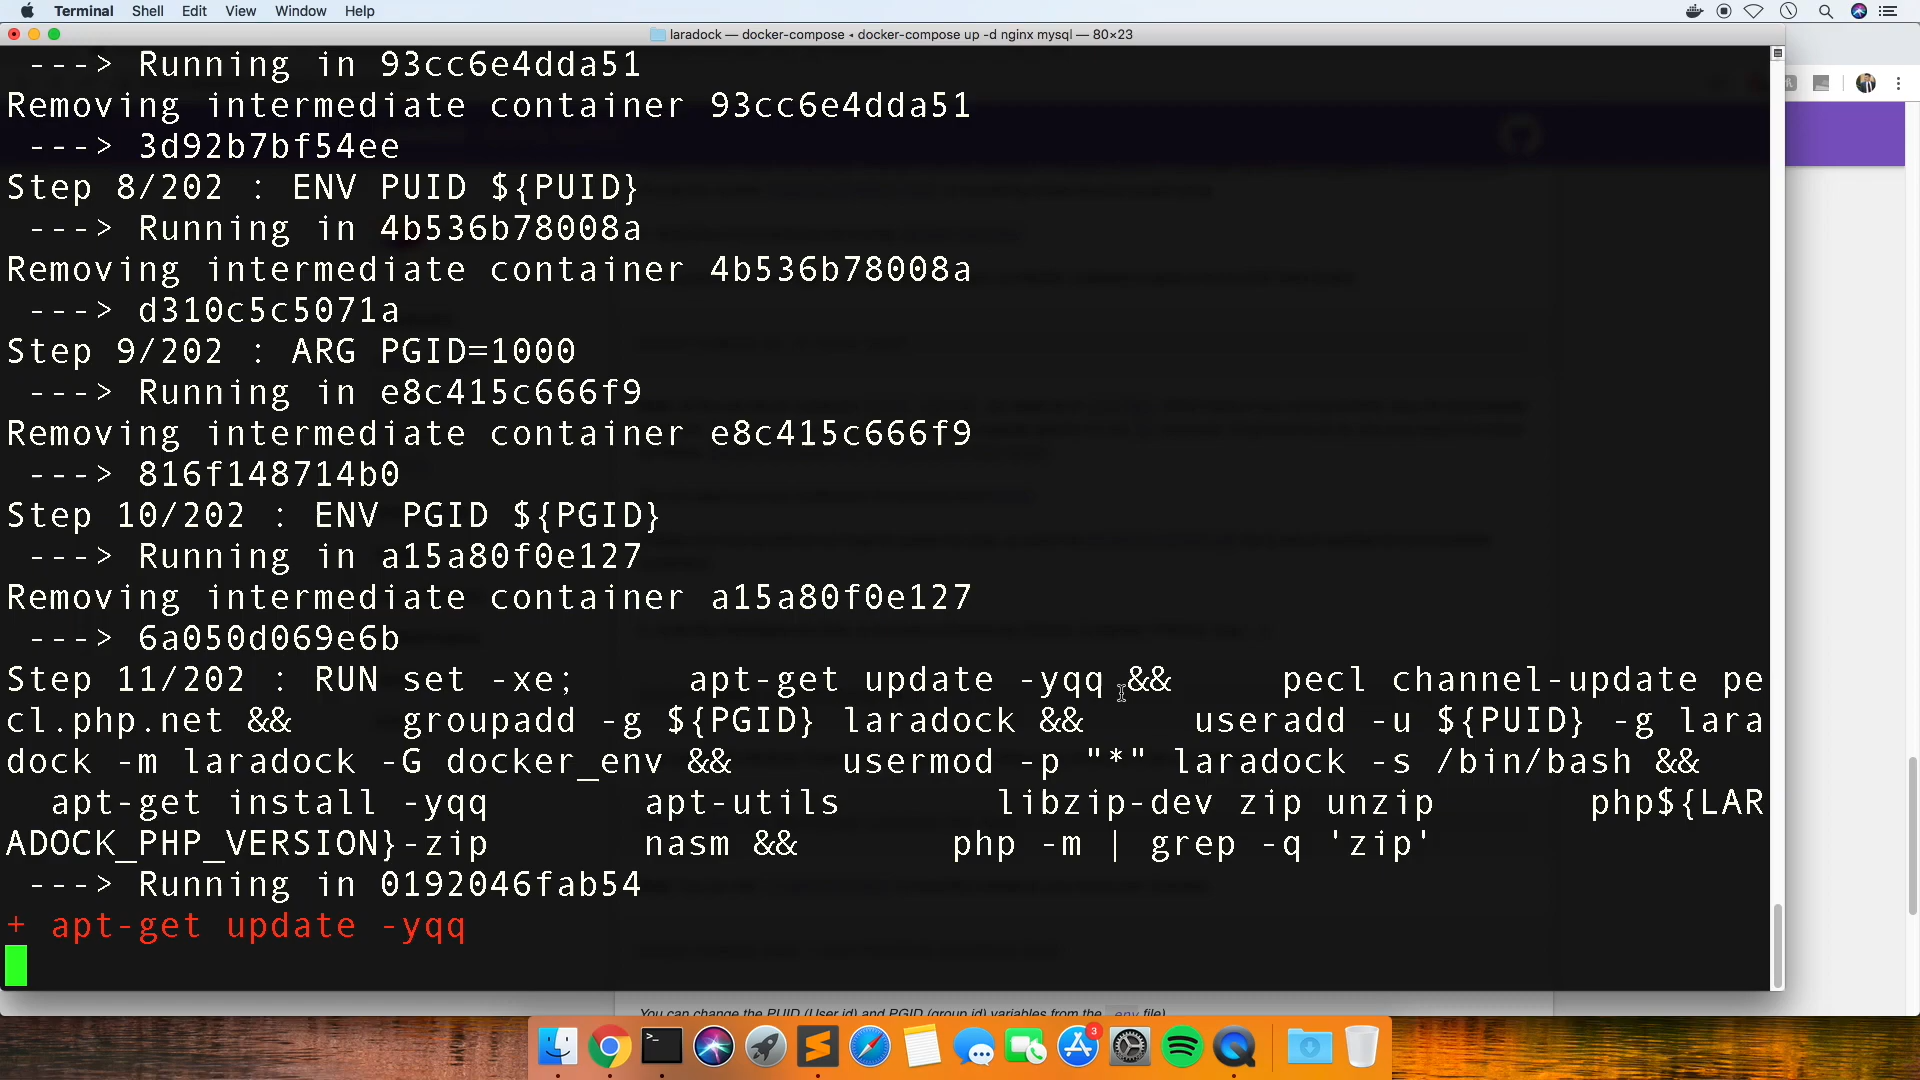 Terminal Shell Edit View Window Help
laradock — docker-compose ◂ docker-compose up -d nginx mysql — 80×23
---> Running in 93cc6e4dda51
Removing intermediate container 93cc6e4dda51
---> 3d92b7bf54ee
Step 8/202 : ENV PUID ${PUID}
---> Running in 4b536b78008a
Removing intermediate container 4b536b78008a
---> d310c5c5071a
Step 9/202 : ARG PGID=1000
---> Running in e8c415c666f9
Removing intermediate container e8c415c666f9
---> 816f148714b0
Step 10/202 : ENV PGID ${PGID}
---> Running in a15a80f0e127
Removing intermediate container a15a80f0e127
---> 6a050d069e6b
Step 11/202 : RUN set -xe;     apt-get update -yqq &&     pecl channel-update pe
cl.php.net &&     groupadd -g ${PGID} laradock &&     useradd -u ${PUID} -g lara
dock -m laradock -G docker_env &&     usermod -p "*" laradock -s /bin/bash &&
apt-get install -yqq       apt-utils       libzip-dev zip unzip       php${LAR
ADOCK_PHP_VERSION}-zip       nasm &&       php -m | grep -q 'zip'
---> Running in 0192046fab54
+ apt-get update -yqq
You can change the PUID (User id) and PGID (group id) variables from the .env file)
3